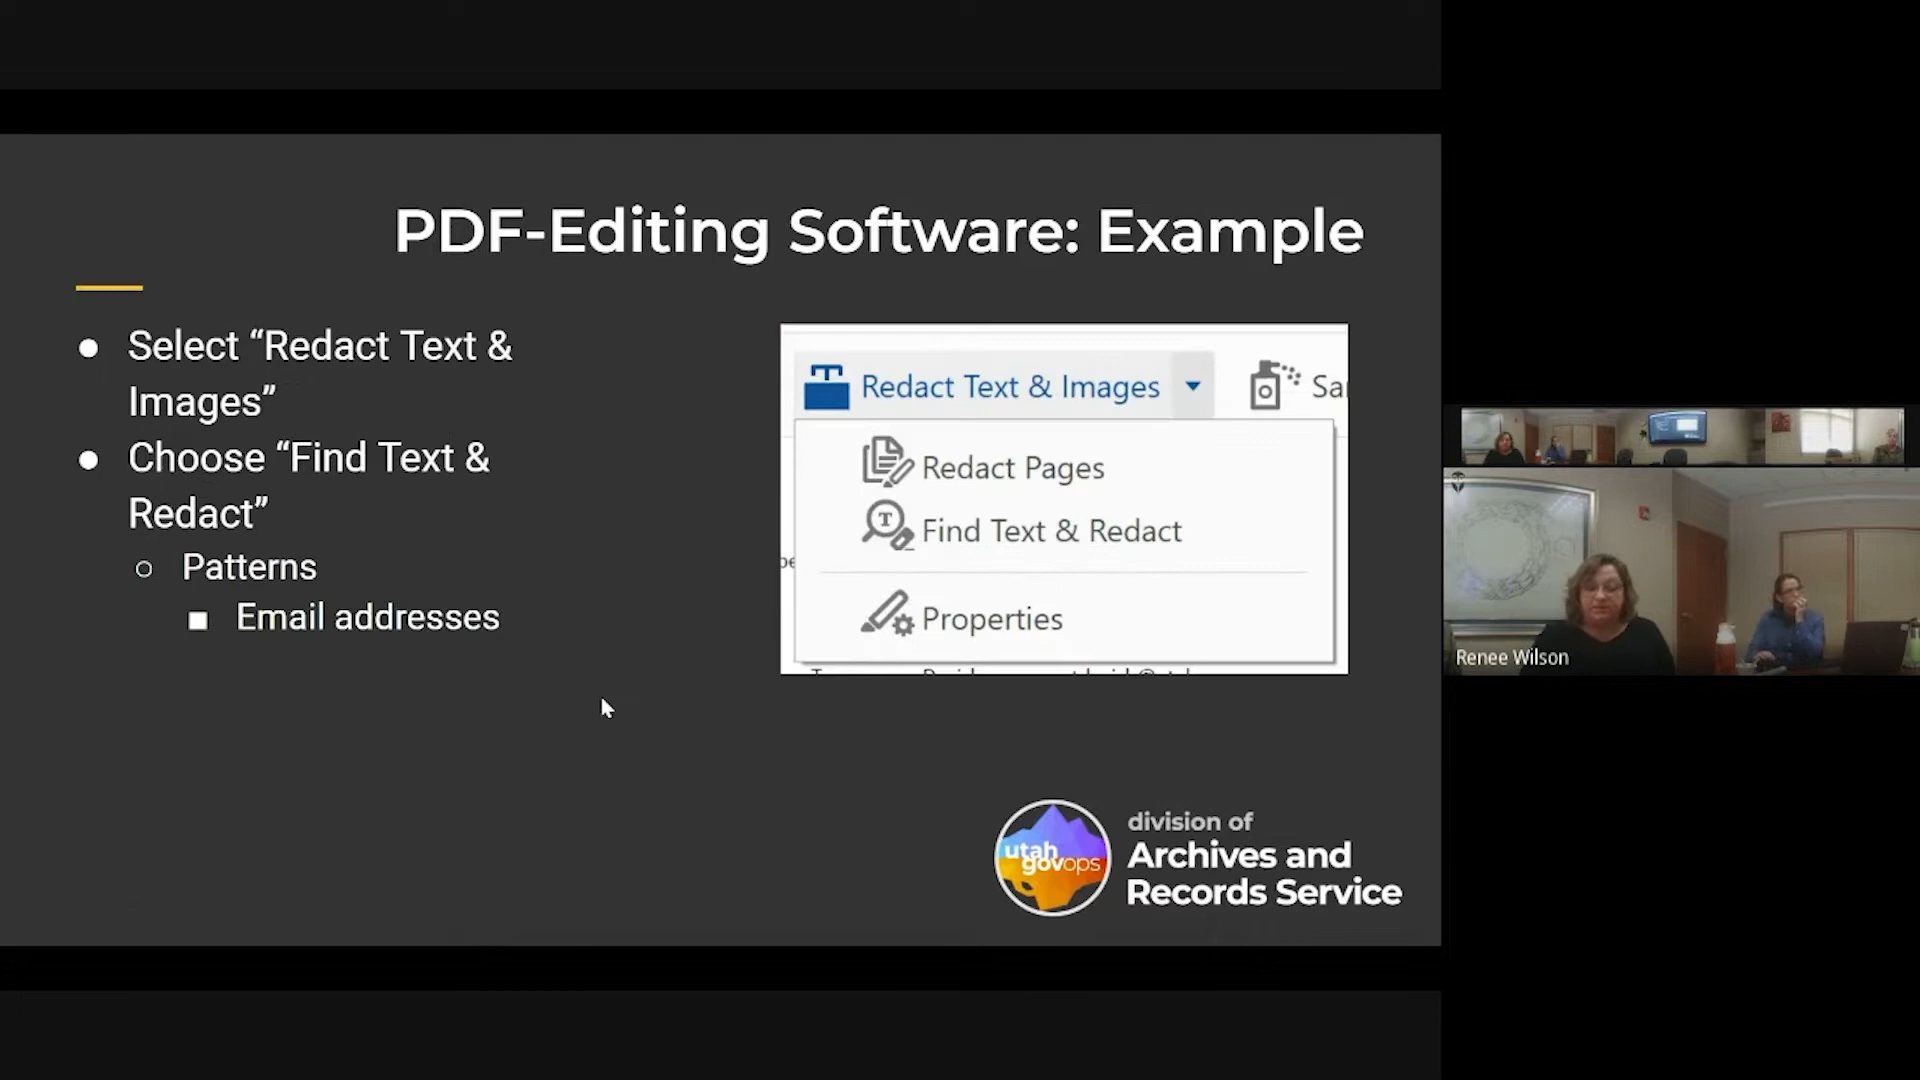 PDF-Editing Software: Example
● Select “Redact Text &
Images”
● Choose “Find Text &
Redact”
○ Patterns
■ Email addresses
Redact Text & Images
Redact Pages
Find Text & Redact
Properties
utah
govops
division of
Archives and
Records Service
Renee Wilson